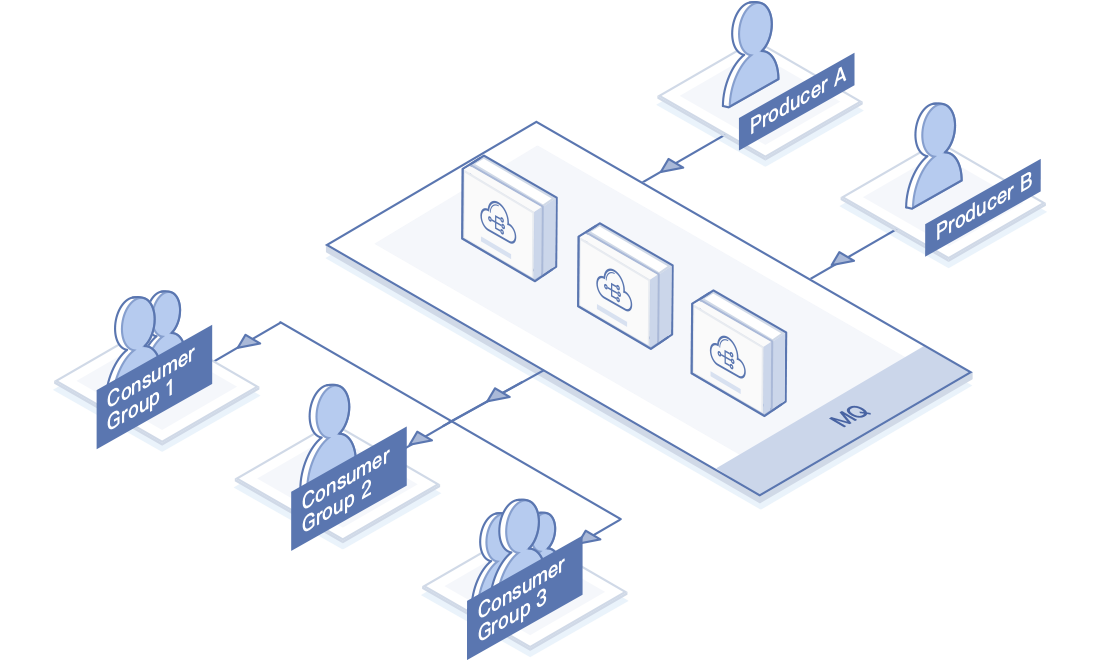 Producer A
Producer B
MQ
Consumer
Group 1
Consumer
Group 2
Consumer
Group 3